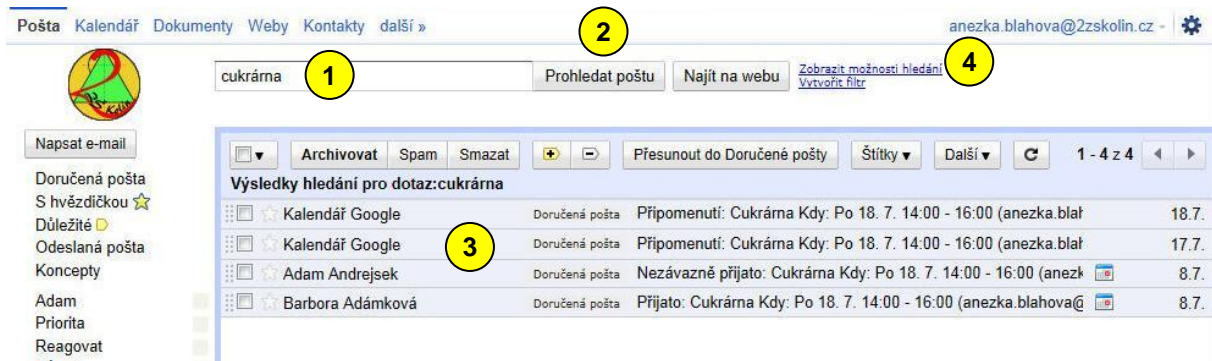 Pošta Kalendář Dokumenty Weby Kontakty další »
anezka.blahova@2zskolin.cz
2
cukrárna
1
Prohledat poštu
Najít na webu
Zobrazit možnosti hledání
Vytvořit filtr
4
2
ZŠ Kolín
Napsat e-mail
Doručená pošta
S hvězdičkou
Důležité
Odeslaná pošta
Koncepty
Adam
Priorita
Reagovat
Archivovat Spam Smazat Přesunout do Doručené pošty Štítky Další 1 - 4 z 4
Výsledky hledání pro dotaz:cukrárna
Kalendář Google Doručená pošta Připomenutí: Cukrárna Kdy: Po 18. 7. 14:00 - 16:00 (anezka.blah 18.7.
Kalendář Google Doručená pošta Připomenutí: Cukrárna Kdy: Po 18. 7. 14:00 - 16:00 (anezka.blah 17.7.
3
Adam Andrejsek Doručená pošta Nezávazně přijato: Cukrárna Kdy: Po 18. 7. 14:00 - 16:00 (anezk 8.7.
Barbora Adámková Doručená pošta Přijato: Cukrárna Kdy: Po 18. 7. 14:00 - 16:00 (anezka.blahova@ 8.7.